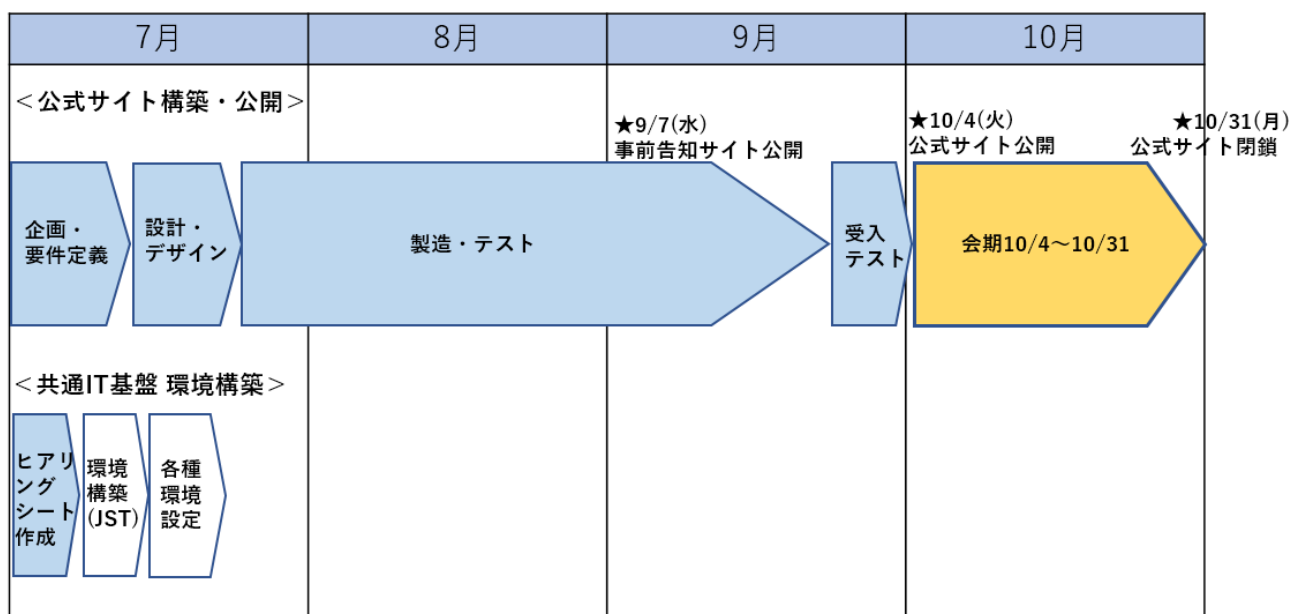 7月
8月
9月
10月
＜公式サイト構築・公開＞
★9/7(水)
事前告知サイト公開
★10/4(火)
公式サイト公開
★10/31(月)
公式サイト閉鎖
企画・
要件定義
設計・
デザイン
製造・テスト
受入
テスト
会期10/4～10/31
＜共通IT基盤 環境構築＞
ヒアリ
ング
シート
作成
環境
構築
(JST)
各種
環境
設定